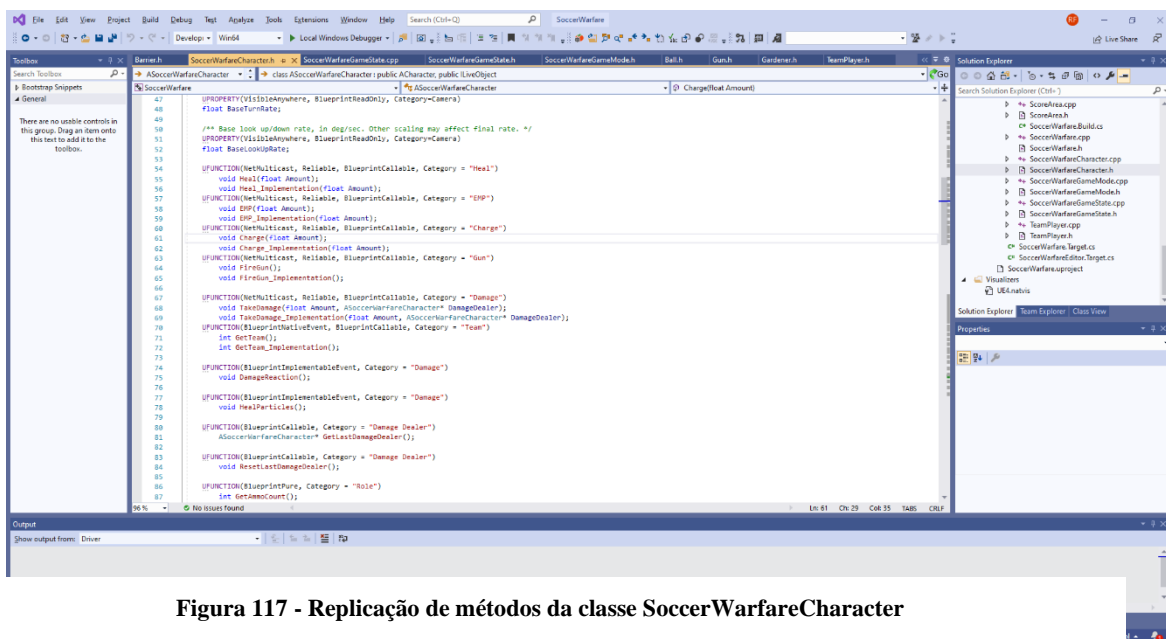 File Edit View Project Build Debug Test Analyze Tools Extensions Window Help Search (Ctrl+Q) SoccerWarfare RF
Develop Win64 Local Windows Debugger Live Share
Toolbox
Search Toolbox
Bootstrap Snippets
General
There are no usable controls in
this group. Drag an item onto
this text to add it to the
toolbox.
Barrier.h SoccerWarfareCharacter.h SoccerWarfareGameState.cpp SoccerWarfareGameState.h SoccerWarfareGameMode.h Ball.h Gun.h Gardener.h TeamPlayer.h
ASoccerWarfareCharacter class ASoccerWarfareCharacter : public ACharacter, public ILiveObject Go
SoccerWarfare ASoccerWarfareCharacter Charge(float Amount)
47 UPROPERTY(VisibleAnywhere, BlueprintReadOnly, Category=Camera)
48 float BaseTurnRate;
49
50 /** Base look up/down rate, in deg/sec. Other scaling may affect final rate. */
51 UPROPERTY(VisibleAnywhere, BlueprintReadOnly, Category=Camera)
52 float BaseLookUpRate;
53
54 UFUNCTION(NetMulticast, Reliable, BlueprintCallable, Category = "Heal")
55 void Heal(float Amount);
56 void Heal_Implementation(float Amount);
57 UFUNCTION(NetMulticast, Reliable, BlueprintCallable, Category = "EMP")
58 void EMP(float Amount);
59 void EMP_Implementation(float Amount);
60 UFUNCTION(NetMulticast, Reliable, BlueprintCallable, Category = "Charge")
61 void Charge(float Amount);
62 void Charge_Implementation(float Amount);
63 UFUNCTION(NetMulticast, Reliable, BlueprintCallable, Category = "Gun")
64 void FireGun();
65 void FireGun_Implementation();
66
67 UFUNCTION(NetMulticast, Reliable, BlueprintCallable, Category = "Damage")
68 void TakeDamage(float Amount, ASoccerWarfareCharacter* DamageDealer);
69 void TakeDamage_Implementation(float Amount, ASoccerWarfareCharacter* DamageDealer);
70 UFUNCTION(BlueprintNativeEvent, BlueprintCallable, Category = "Team")
71 int GetTeam();
72 int GetTeam_Implementation();
73
74 UFUNCTION(BlueprintImplementableEvent, Category = "Damage")
75 void DamageReaction();
76
77 UFUNCTION(BlueprintImplementableEvent, Category = "Damage")
78 void HealParticles();
79
80 UFUNCTION(BlueprintCallable, Category = "Damage Dealer")
81 ASoccerWarfareCharacter* GetLastDamageDealer();
82
83 UFUNCTION(BlueprintCallable, Category = "Damage Dealer")
84 void ResetLastDamageDealer();
85
86 UFUNCTION(BlueprintPure, Category = "Role")
87 int GetAmmoCount();
96 % No issues found Ln: 61 Ch: 29 Col: 35 TABS CRLF
Solution Explorer
Search Solution Explorer (Ctrl+')
ScoreArea.cpp
ScoreArea.h
SoccerWarfare.Build.cs
SoccerWarfare.cpp
SoccerWarfare.h
SoccerWarfareCharacter.cpp
SoccerWarfareCharacter.h
SoccerWarfareGameMode.cpp
SoccerWarfareGameMode.h
SoccerWarfareGameState.cpp
SoccerWarfareGameState.h
TeamPlayer.cpp
TeamPlayer.h
SoccerWarfare.Target.cs
SoccerWarfareEditor.Target.cs
SoccerWarfare.uproject
Visualizers
UE4.natvis
Solution Explorer Team Explorer Class View
Properties
Output
Show output from: Driver
Figura 117 - Replicação de métodos da classe SoccerWarfareCharacter